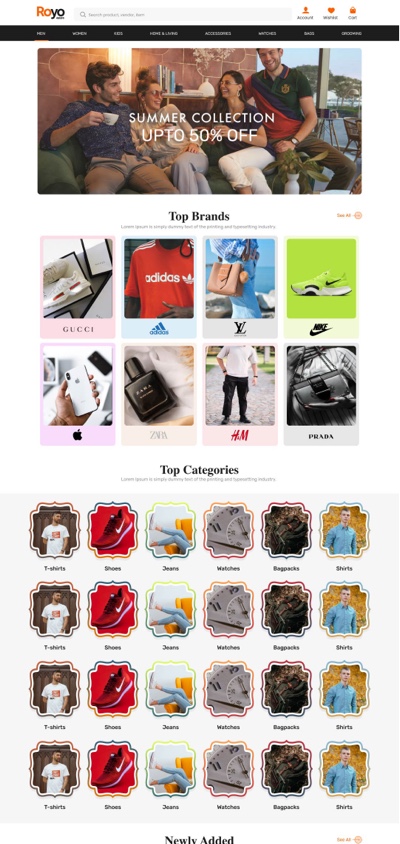 Royo
Search product, vendor, item
Account
Wishlist
Cart
MEN
WOMEN
KIDS
HOME & LIVING
ACCESSORIES
WATCHES
BAGS
GROOMING
SUMMER COLLECTION
UPTO 50% OFF
Top Brands
See All
Lorem Ipsum is simply dummy text of the printing and typesetting industry.
adidas
GUCCI
adidas
LOUIS VUITTON
NIKE
ZARA
ZARA
H&M
PRADA
Top Categories
Lorem Ipsum is simply dummy text of the printing and typesetting industry.
T-shirts
Shoes
Jeans
Watches
Bagpacks
Shirts
T-shirts
Shoes
Jeans
Watches
Bagpacks
Shirts
T-shirts
Shoes
Jeans
Watches
Bagpacks
Shirts
T-shirts
Shoes
Jeans
Watches
Bagpacks
Shirts
Newly Added
See All